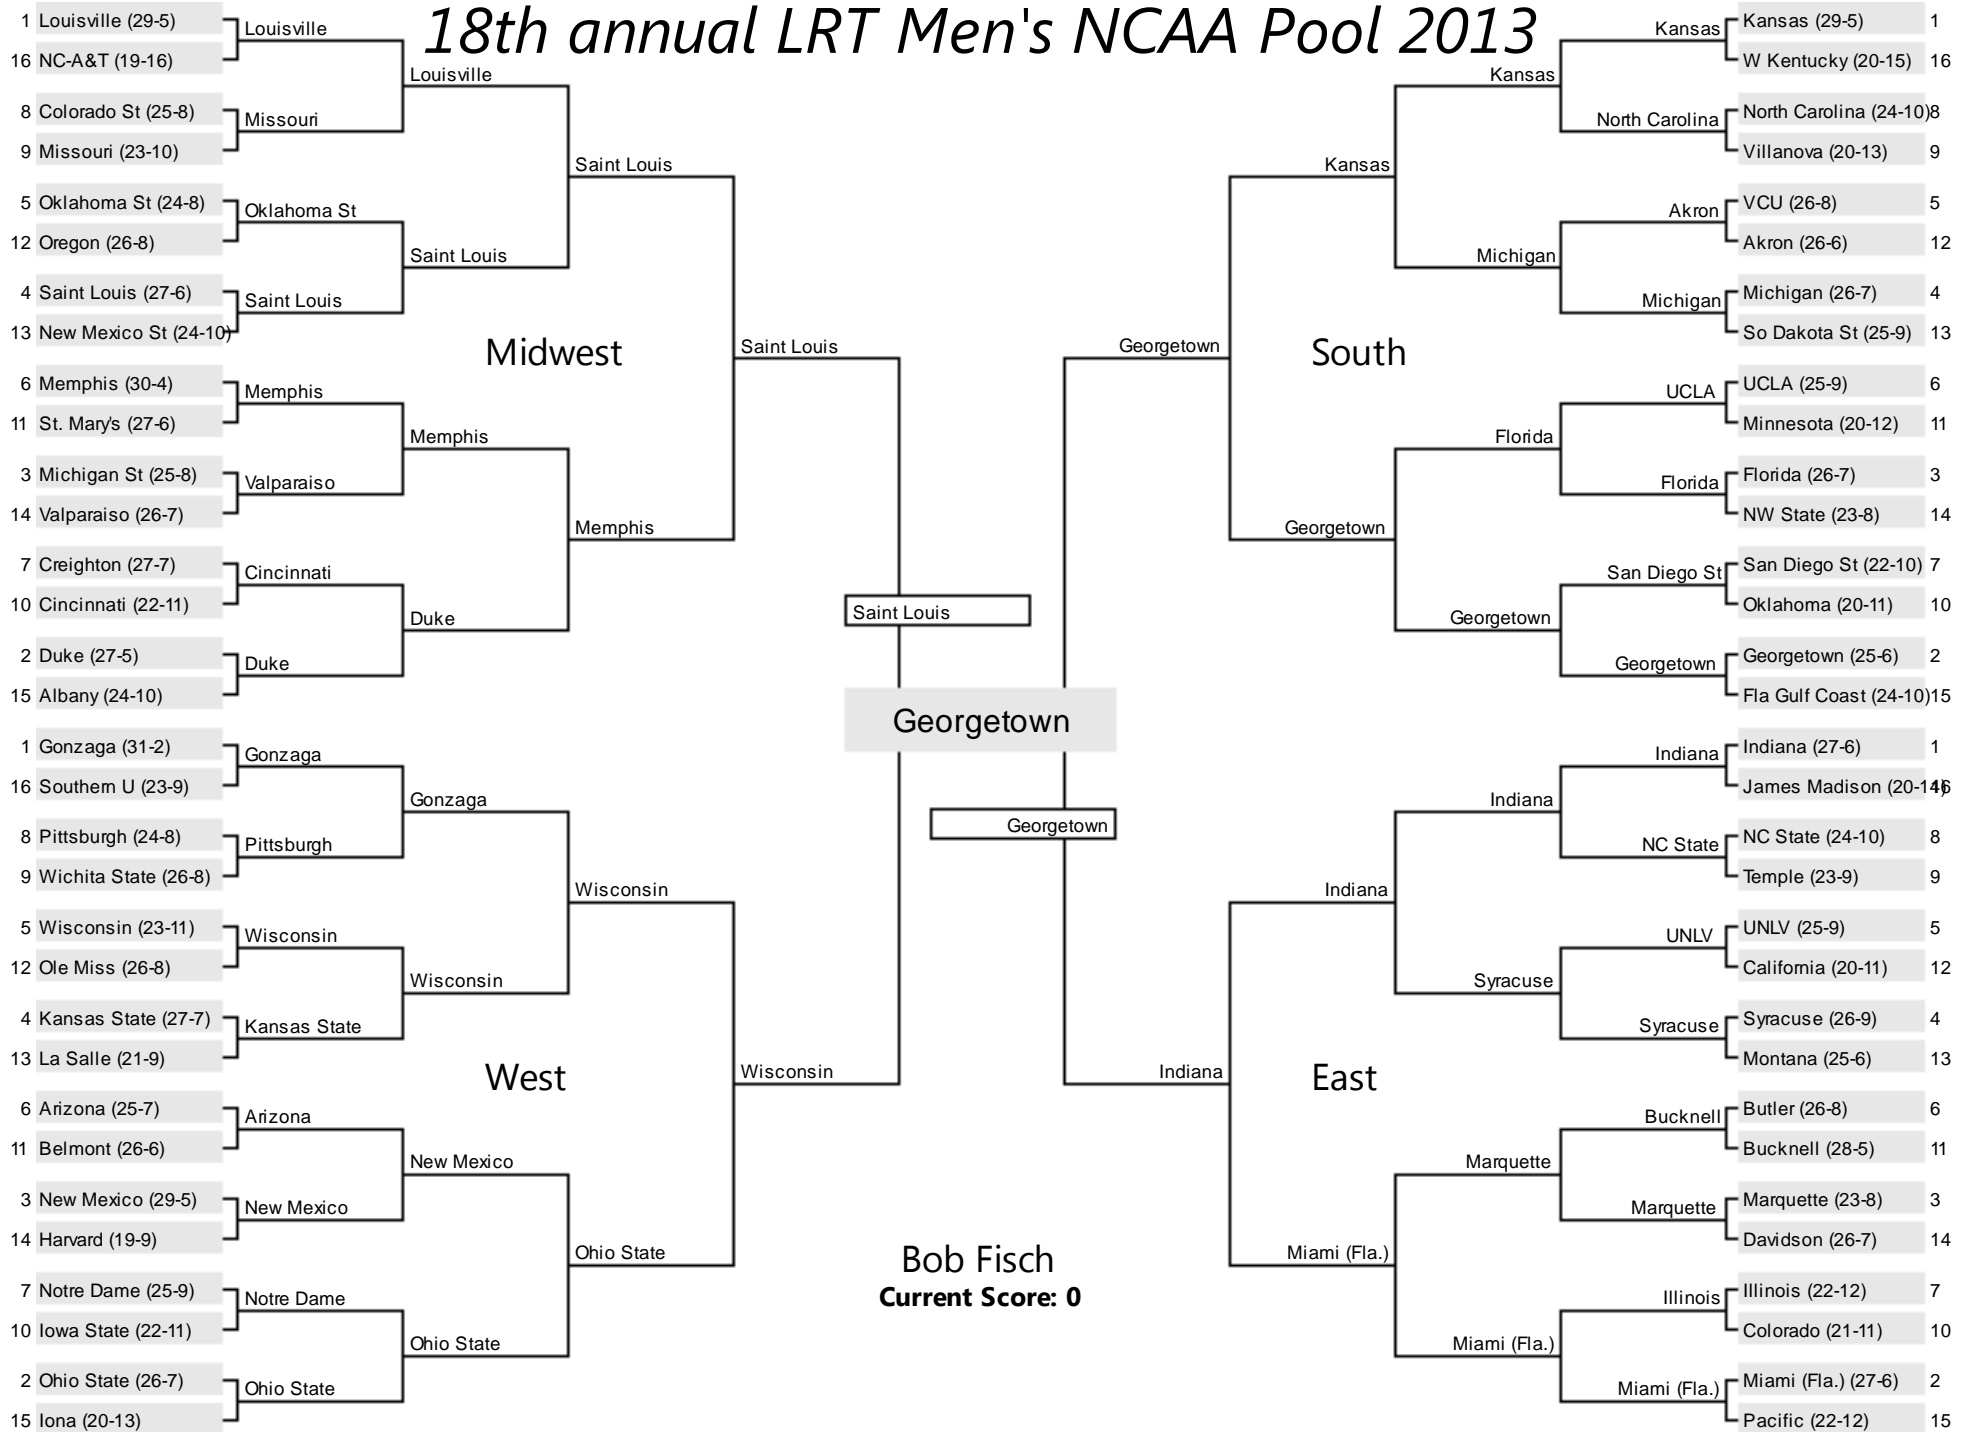 18th annual LRT Men's NCAA Pool 2013
1 Louisville (29-5)
16 NC-A&T (19-16)
8 Colorado St (25-8)
9 Missouri (23-10)
5 Oklahoma St (24-8)
12 Oregon (26-8)
4 Saint Louis (27-6)
13 New Mexico St (24-10)
6 Memphis (30-4)
11 St. Mary's (27-6)
3 Michigan St (25-8)
14 Valparaiso (26-7)
7 Creighton (27-7)
10 Cincinnati (22-11)
2 Duke (27-5)
15 Albany (24-10)
Louisville
Missouri
Oklahoma St
Saint Louis
Memphis
Valparaiso
Cincinnati
Duke
Louisville
Saint Louis
Memphis
Duke
Saint Louis
Memphis
Midwest
Saint Louis
1 Gonzaga (31-2)
16 Southern U (23-9)
8 Pittsburgh (24-8)
9 Wichita State (26-8)
5 Wisconsin (23-11)
12 Ole Miss (26-8)
4 Kansas State (27-7)
13 La Salle (21-9)
6 Arizona (25-7)
11 Belmont (26-6)
3 New Mexico (29-5)
14 Harvard (19-9)
7 Notre Dame (25-9)
10 Iowa State (22-11)
2 Ohio State (26-7)
15 Iona (20-13)
Gonzaga
Pittsburgh
Wisconsin
Kansas State
Arizona
New Mexico
Notre Dame
Ohio State
Gonzaga
Wisconsin
New Mexico
Ohio State
Wisconsin
Ohio State
West
Wisconsin
Saint Louis
Georgetown
Georgetown
Bob Fisch
Current Score: 0
Kansas (29-5) 1
W Kentucky (20-15) 16
North Carolina (24-10) 8
Villanova (20-13) 9
VCU (26-8) 5
Akron (26-6) 12
Michigan (26-7) 4
So Dakota St (25-9) 13
UCLA (25-9) 6
Minnesota (20-12) 11
Florida (26-7) 3
NW State (23-8) 14
San Diego St (22-10) 7
Oklahoma (20-11) 10
Georgetown (25-6) 2
Fla Gulf Coast (24-10) 15
Kansas
North Carolina
Akron
Michigan
UCLA
Florida
San Diego St
Georgetown
Kansas
Michigan
Florida
Georgetown
Kansas
Georgetown
South
Georgetown
Indiana (27-6) 1
James Madison 16
NC State (24-10) 8
Temple (23-9) 9
UNLV (25-9) 5
California (20-11) 12
Syracuse (26-9) 4
Montana (25-6) 13
Butler (26-8) 6
Bucknell (28-5) 11
Marquette (23-8) 3
Davidson (26-7) 14
Illinois (22-12) 7
Colorado (21-11) 10
Miami (Fla.) (27-6) 2
Pacific (22-12) 15
Indiana
NC State
UNLV
Syracuse
Bucknell
Marquette
Illinois
Miami (Fla.)
Indiana
Syracuse
Marquette
Miami (Fla.)
Indiana
Miami (Fla.)
East
Indiana